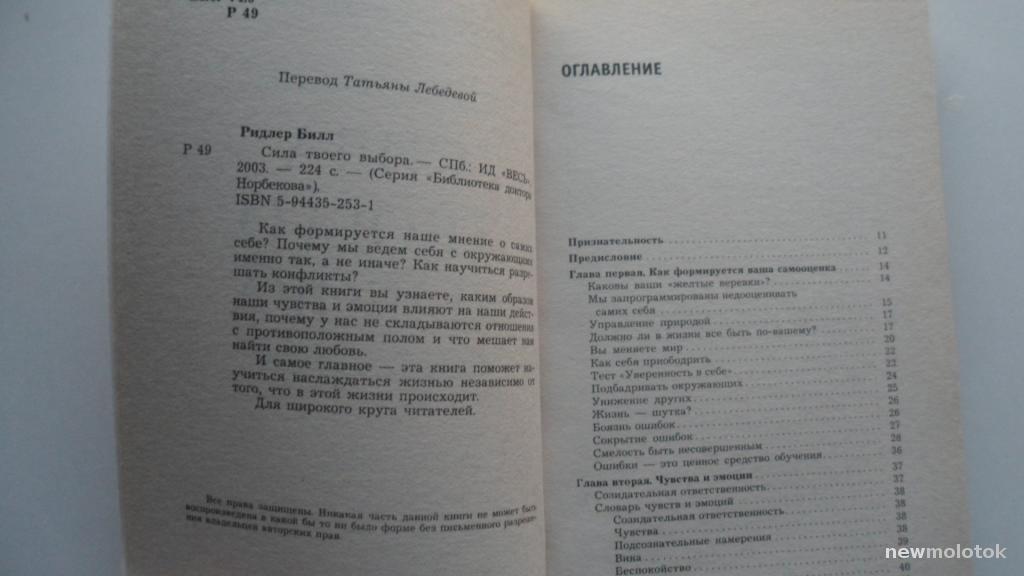 Р 49
Перевод Татьяны Лебедевой
Ридлер Билл
Р 49
Сила твоего выбора. — СПб.: ИД «ВЕСЬ»,
2003. — 224 с. — (Серия «Библиотека доктора
Норбекова»),
ISBN 5-94435-253-1
Как формируется наше мнение о самих
себе? Почему мы ведем себя с окружающими
именно так, а не иначе? Как научиться разре-
шать конфликты?
Из этой книги вы узнаете, каким образом
наши чувства и эмоции влияют на наши дейст-
вия, почему у нас не складываются отношения
с противоположным полом и что мешает вам
найти свою любовь.
И самое главное — эта книга поможет на-
учиться наслаждаться жизнью независимо от
того, что в этой жизни происходит.
Для широкого круга читателей.
Все права защищены. Никакая часть данной книги не может быть
воспроизведена в какой бы то ни было форме без письменного разреше-
ния владельцев авторских прав.
ОГЛАВЛЕНИЕ
Признательность 11
Предисловие 12
Глава первая. Как формируется ваша самооценка 14
Каковы ваши «желтые веревки»? 14
Мы запрограммированы недооценивать
самих себя 15
Управление природой 17
Должно ли в жизни все быть по-вашему? 17
Вы меняете мир 20
Как себя приободрить 22
Тест «Уверенность в себе» 22
Подбадривать окружающих 24
Унижение других 25
Жизнь — шутка? 26
Боязнь ошибок 26
Сокрытие ошибок 27
Смелость быть несовершенным 28
Ошибки — это ценное средство обучения 36
Глава вторая. Чувства и эмоции 37
Созидательная ответственность 37
Словарь чувств и эмоций 38
Созидательная ответственность 38
Чувства 38
Подсознательные намерения 38
Вина 39
Беспокойство 40
newmolotok